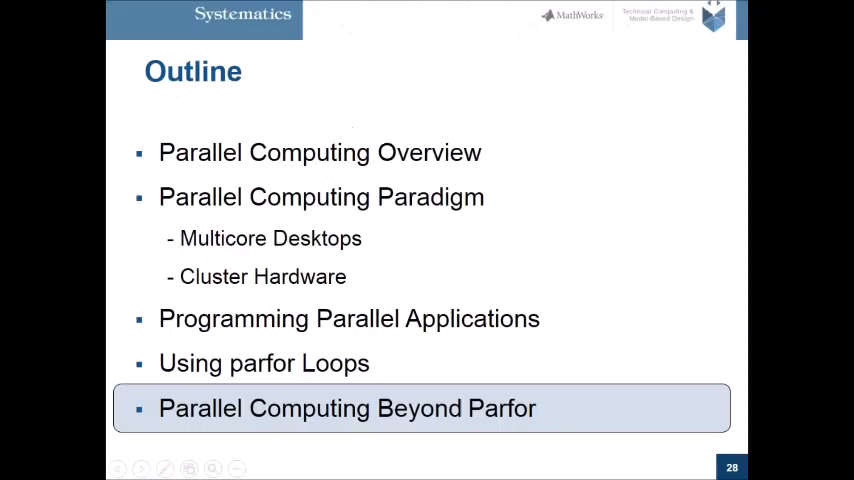 Systematics
MathWorks
Technical Computing &
Model-Based Design
Outline
▪ Parallel Computing Overview
▪ Parallel Computing Paradigm
- Multicore Desktops
- Cluster Hardware
▪ Programming Parallel Applications
▪ Using parfor Loops
▪ Parallel Computing Beyond Parfor
28